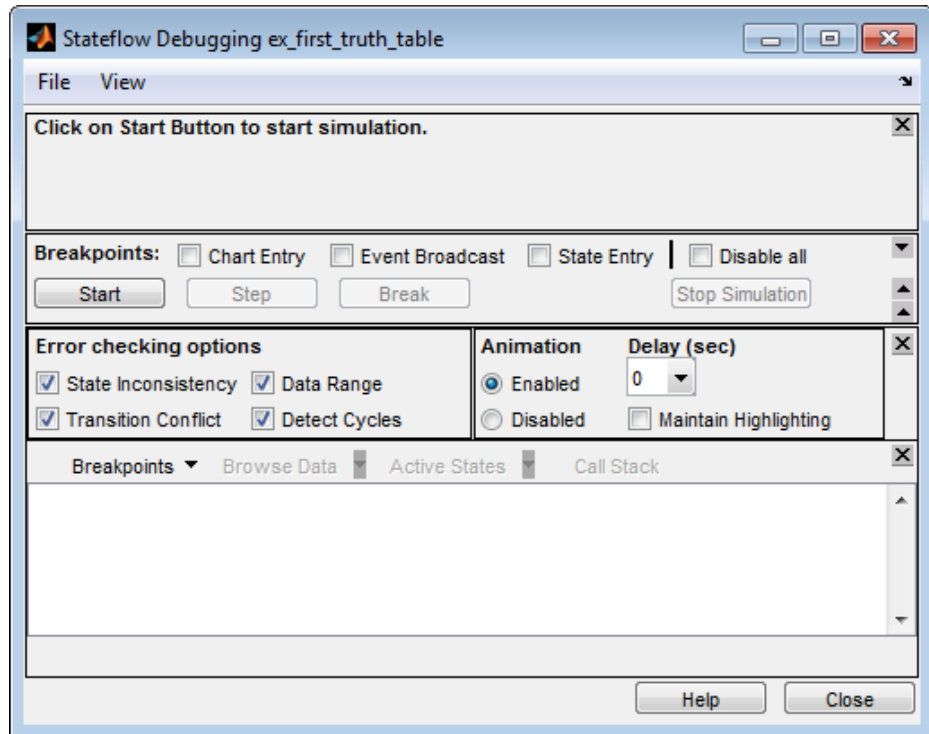 Stateflow Debugging ex_first_truth_table
File View
Click on Start Button to start simulation.
Breakpoints: Chart Entry Event Broadcast State Entry Disable all
Start Step Break Stop Simulation
Error checking options Animation Delay (sec)
State Inconsistency Data Range Enabled 0
Transition Conflict Detect Cycles Disabled Maintain Highlighting
Breakpoints Browse Data Active States Call Stack
Help Close